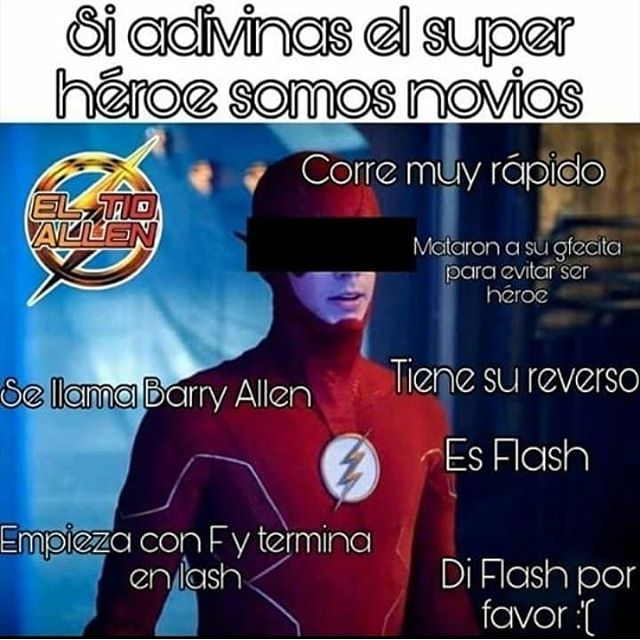 Si adivinas el super
héroe somos novios
EL TIO
ALLEN
Corre muy rápido
Mataron a su gfecita
para evitar ser
héroe
Se llama Barry Allen
Tiene su reverso
Es Flash
Empieza con F y termina
en lash
Di Flash por
favor :'(